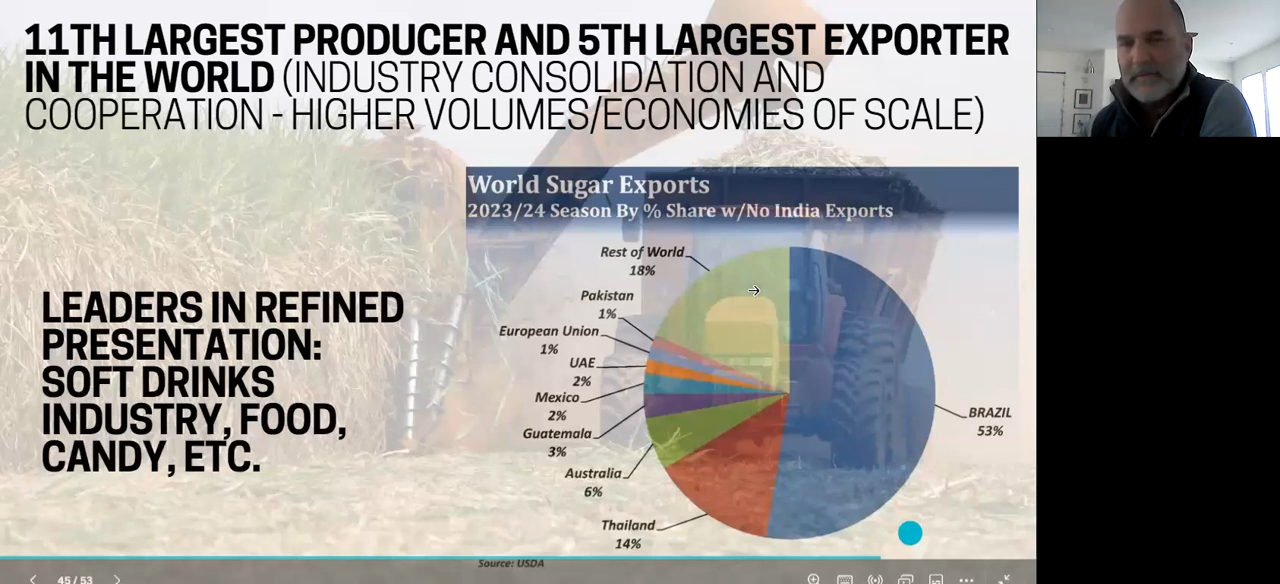 11TH LARGEST PRODUCER AND 5TH LARGEST EXPORTER
IN THE WORLD (INDUSTRY CONSOLIDATION AND
COOPERATION - HIGHER VOLUMES/ECONOMIES OF SCALE)
LEADERS IN REFINED
PRESENTATION:
SOFT DRINKS
INDUSTRY, FOOD,
CANDY, ETC.
World Sugar Exports
2023/24 Season By % Share w/No India Exports
Rest of World
18%
Pakistan
1%
European Union
1%
UAE
2%
Mexico
2%
Guatemala
3%
Australia
6%
Thailand
14%
BRAZIL
53%
Source: USDA
45 / 53